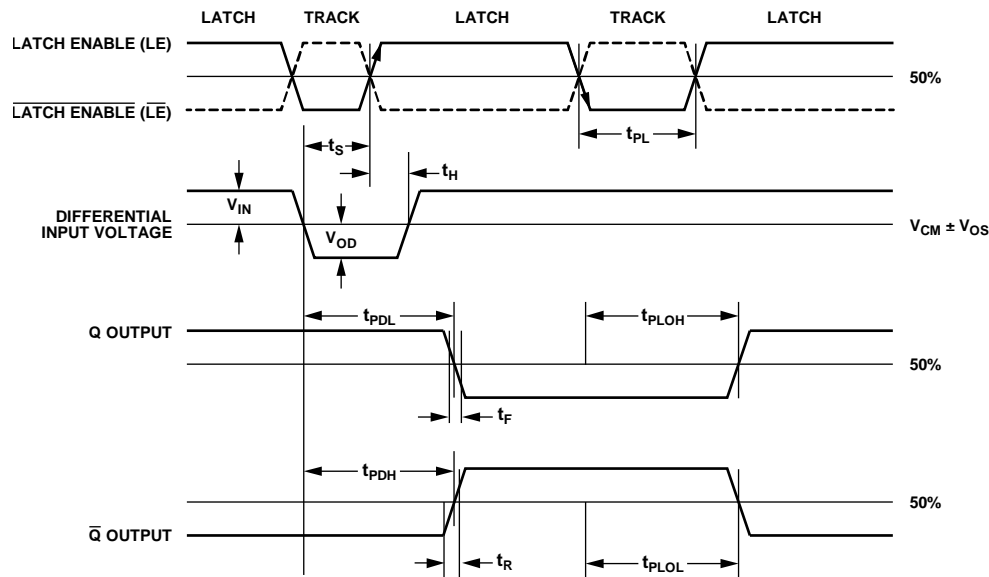 LATCH TRACK LATCH TRACK LATCH
LATCH ENABLE (LE)
50%
LATCH ENABLE (LE)
tS
tPL
tH
VIN
DIFFERENTIAL
INPUT VOLTAGE
VOD
VCM ± VOS
tPDL
tPLOH
Q OUTPUT
50%
tF
tPDH
50%
Q̅ OUTPUT
tR
tPLOL